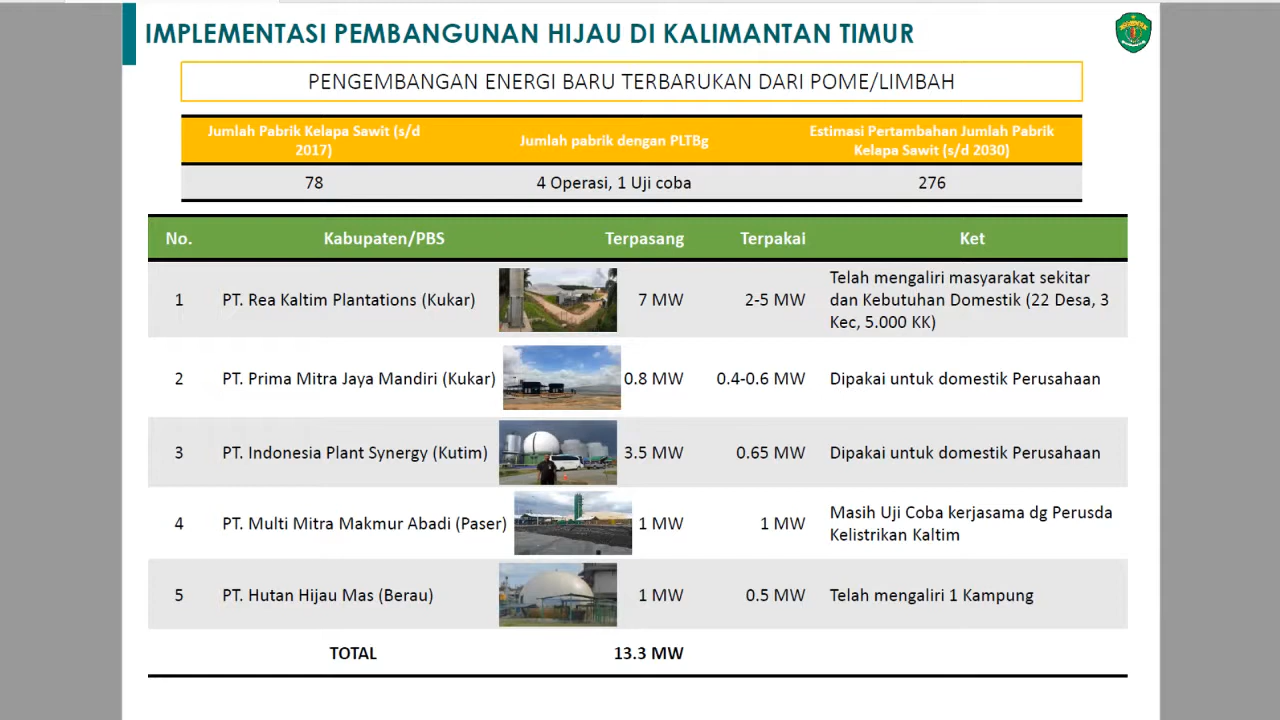 IMPLEMENTASI PEMBANGUNAN HIJAU DI KALIMANTAN TIMUR
PENGEMBANGAN ENERGI BARU TERBARUKAN DARI POME/LIMBAH
Jumlah Pabrik Kelapa Sawit (s/d
2017)
Jumlah pabrik dengan PLTBg
Estimasi Pertambahan Jumlah Pabrik
Kelapa Sawit (s/d 2030)
78
4 Operasi, 1 Uji coba
276
No.
Kabupaten/PBS
Terpasang
Terpakai
Ket
1
PT. Rea Kaltim Plantations (Kukar)
7 MW
2-5 MW
Telah mengaliri masyarakat sekitar
dan Kebutuhan Domestik (22 Desa, 3
Kec, 5.000 KK)
2
PT. Prima Mitra Jaya Mandiri (Kukar)
0.8 MW
0.4-0.6 MW
Dipakai untuk domestik Perusahaan
3
PT. Indonesia Plant Synergy (Kutim)
3.5 MW
0.65 MW
Dipakai untuk domestik Perusahaan
4
PT. Multi Mitra Makmur Abadi (Paser)
1 MW
1 MW
Masih Uji Coba kerjasama dg Perusda
Kelistrikan Kaltim
5
PT. Hutan Hijau Mas (Berau)
1 MW
0.5 MW
Telah mengaliri 1 Kampung
TOTAL
13.3 MW